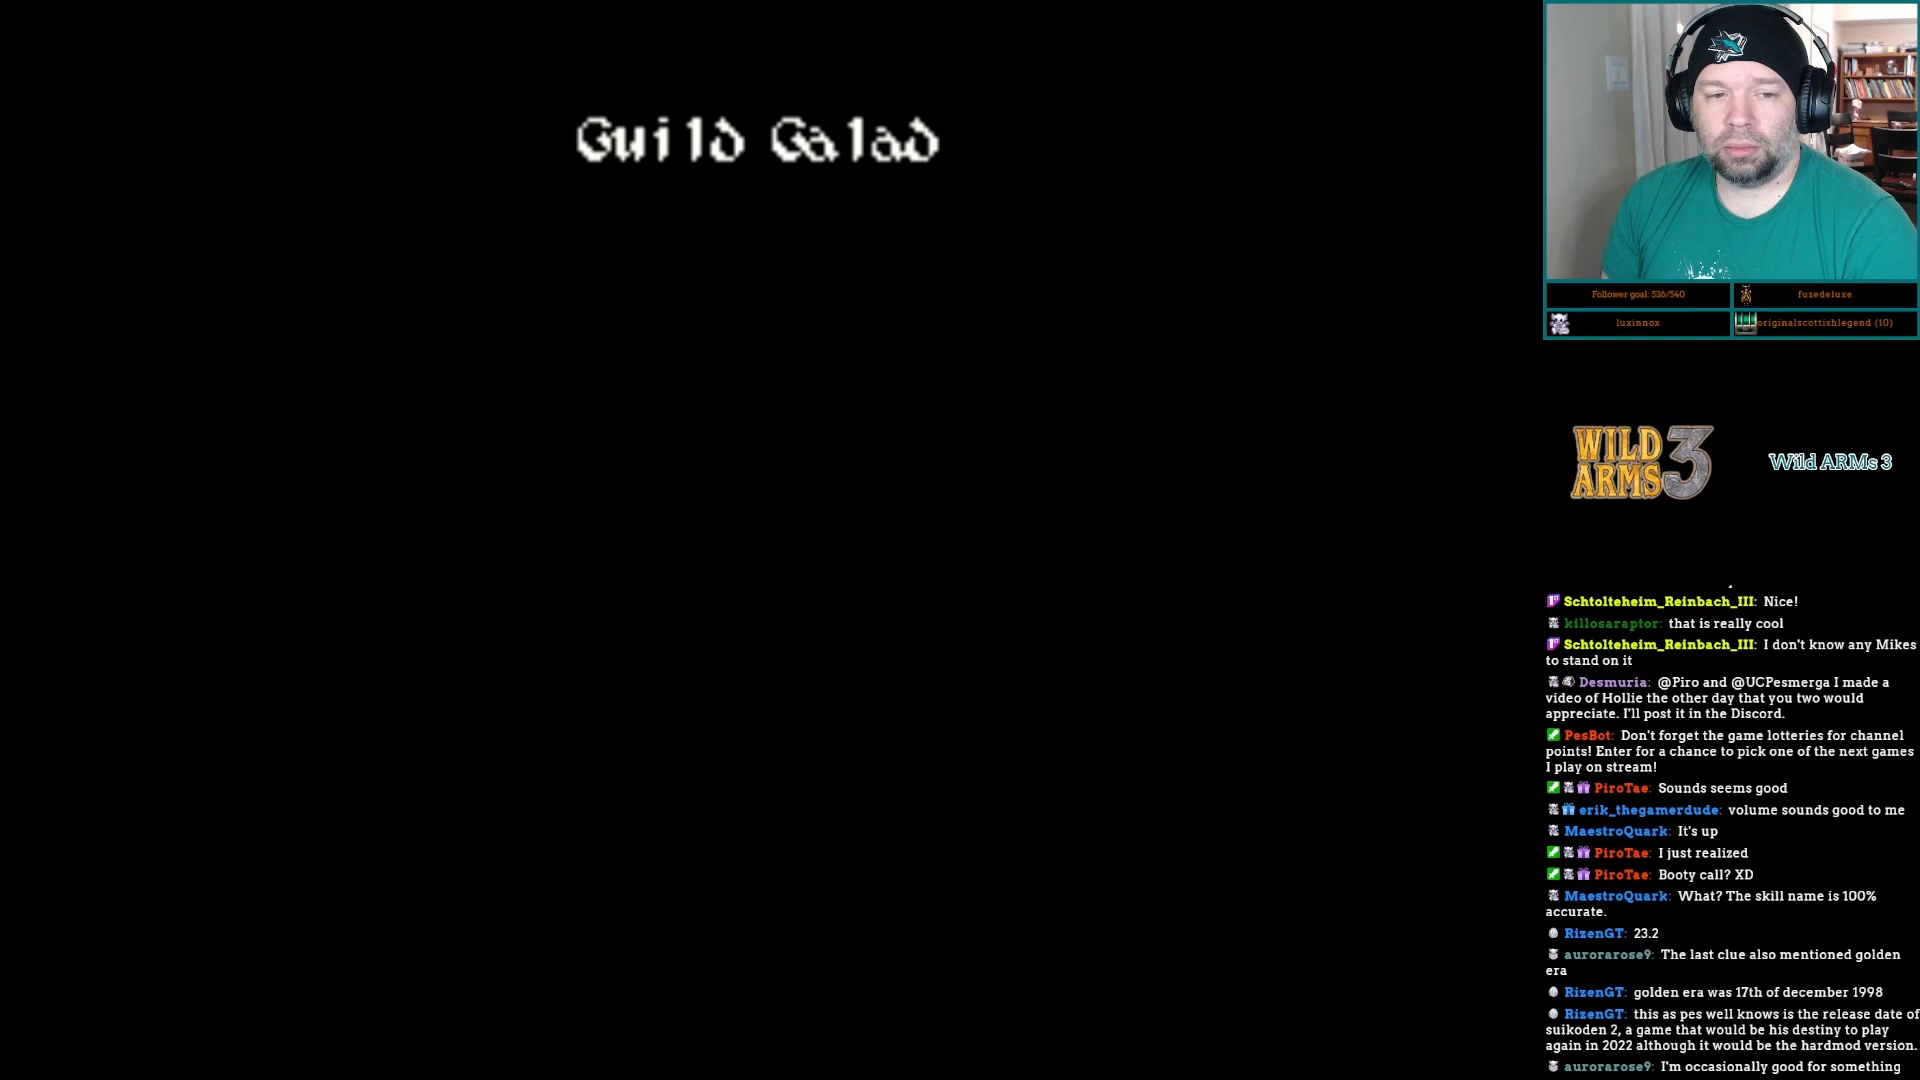 Guild Galad
Follower goal: 536/540
fuzedeluxe
luxinnox
originalscottishlegend (10)
WILD
ARMS 3
Wild ARMs 3
Schtolteheim_Reinbach_III: Nice!
killosaraptor: that is really cool
Schtolteheim_Reinbach_III: I don't know any Mikes
to stand on it
Desmuria: @Piro and @UCPesmerga I made a
video of Hollie the other day that you two would
appreciate. I'll post it in the Discord.
PesBot: Don't forget the game lotteries for channel
points! Enter for a chance to pick one of the next games
I play on stream!
PiroTae: Sounds seems good
erik_thegamerdude: volume sounds good to me
MaestroQuark: It's up
PiroTae: I just realized
PiroTae: Booty call? XD
MaestroQuark: What? The skill name is 100%
accurate.
RizenGT: 23.2
aurorarose9: The last clue also mentioned golden
era
RizenGT: golden era was 17th of december 1998
RizenGT: this as pes well knows is the release date of
suikoden 2, a game that would be his destiny to play
again in 2022 although it would be the hardmod version.
aurorarose9: I'm occasionally good for something